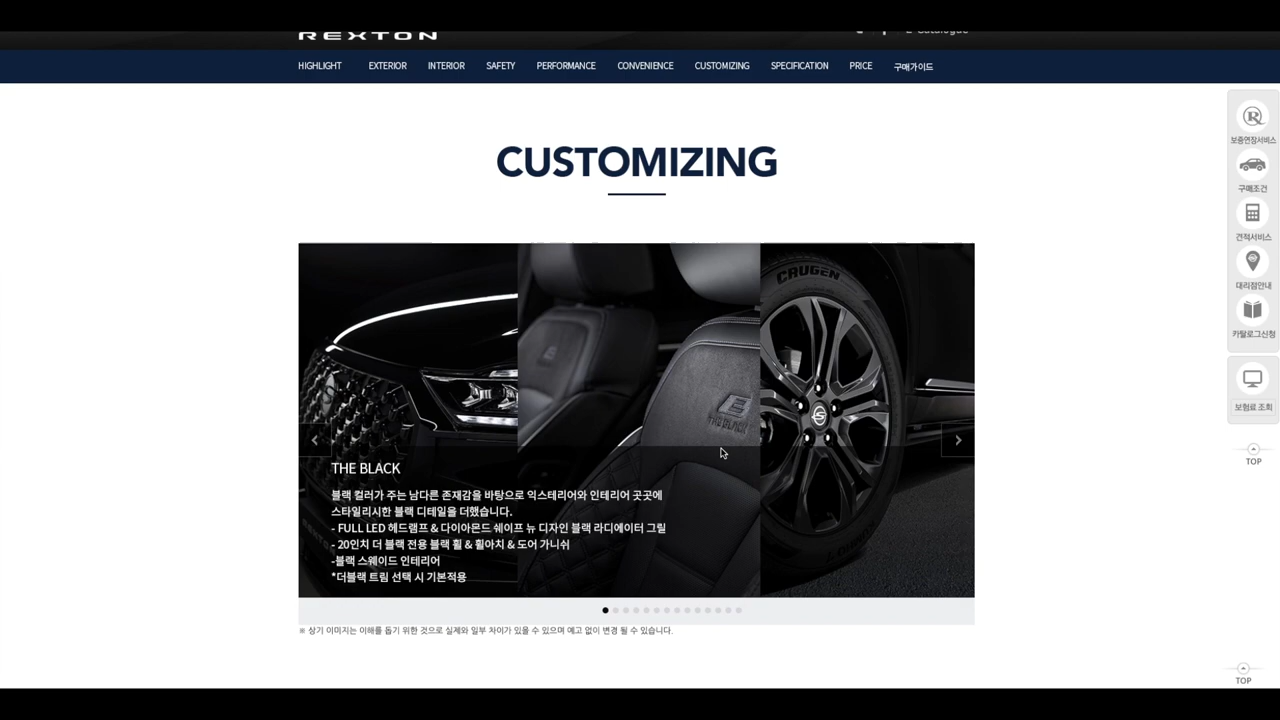 REXTON
e-Catalogue
HIGHLIGHT EXTERIOR INTERIOR SAFETY PERFORMANCE CONVENIENCE CUSTOMIZING SPECIFICATION PRICE 구매가이드
CUSTOMIZING
CRUGEN
THE BLACK
THE BLACK
블랙 컬러가 주는 남다른 존재감을 바탕으로 익스테리어와 인테리어 곳곳에
스타일리시한 블랙 디테일을 더했습니다.
- FULL LED 헤드램프 & 다이아몬드 쉐이프 뉴 디자인 블랙 라디에이터 그릴
- 20인치 더 블랙 전용 블랙 휠 & 휠아치 & 도어 가니쉬
-블랙 스웨이드 인테리어
*더블랙 트림 선택 시 기본적용
※ 상기 이미지는 이해를 돕기 위한 것으로 실제와 일부 차이가 있을 수 있으며 예고 없이 변경 될 수 있습니다.
보증연장서비스
구매조건
견적서비스
대리점안내
카탈로그신청
보험료 조회
TOP
TOP